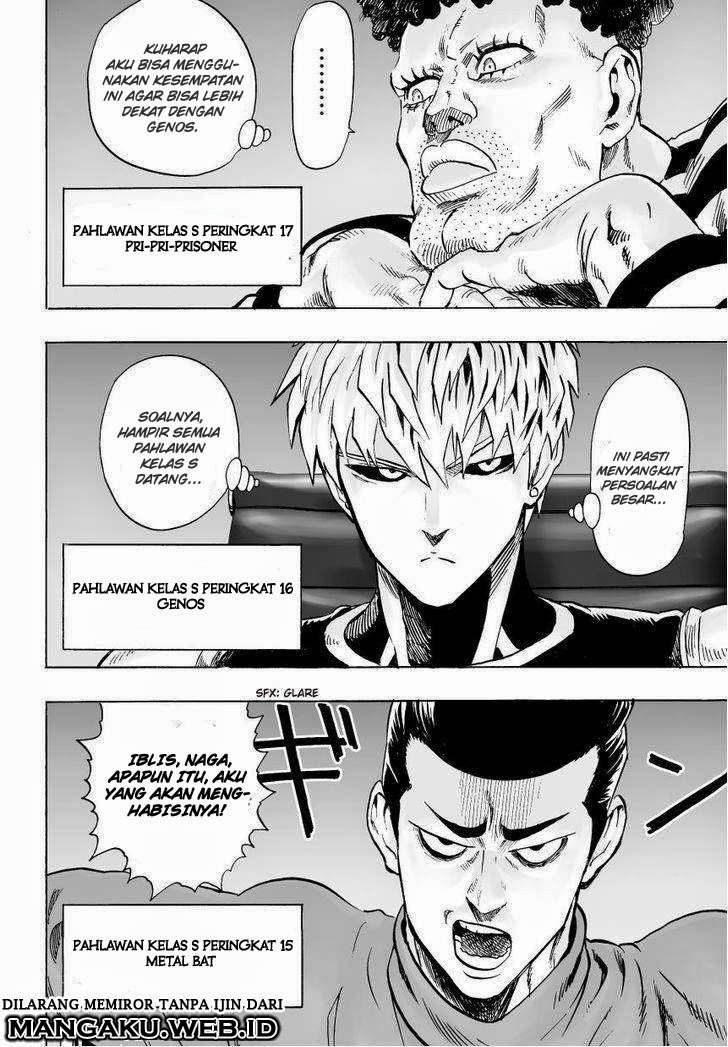 KUHARAP
AKU BISA MENGGU-
NAKAN KESEMPATAN
INI AGAR BISA LEBIH
DEKAT DENGAN
GENOS.
.........
PAHLAWAN KELAS S PERINGKAT 17
PRI-PRI-PRISONER
SOALNYA,
HAMPIR SEMUA
PAHLAWAN
KELAS S
DATANG...
INI PASTI
MENYANGKUT
PERSOALAN
BESAR...
PAHLAWAN KELAS S PERINGKAT 16
GENOS
SFX: GLARE
ギン
IBLIS, NAGA,
APAPUN ITU, AKU
YANG AKAN MENG-
HABISINYA!
PAHLAWAN KELAS S PERINGKAT 15
METAL BAT
DILARANG MEMIROR TANPA IJIN DARI
MANGAKU.WEB.ID